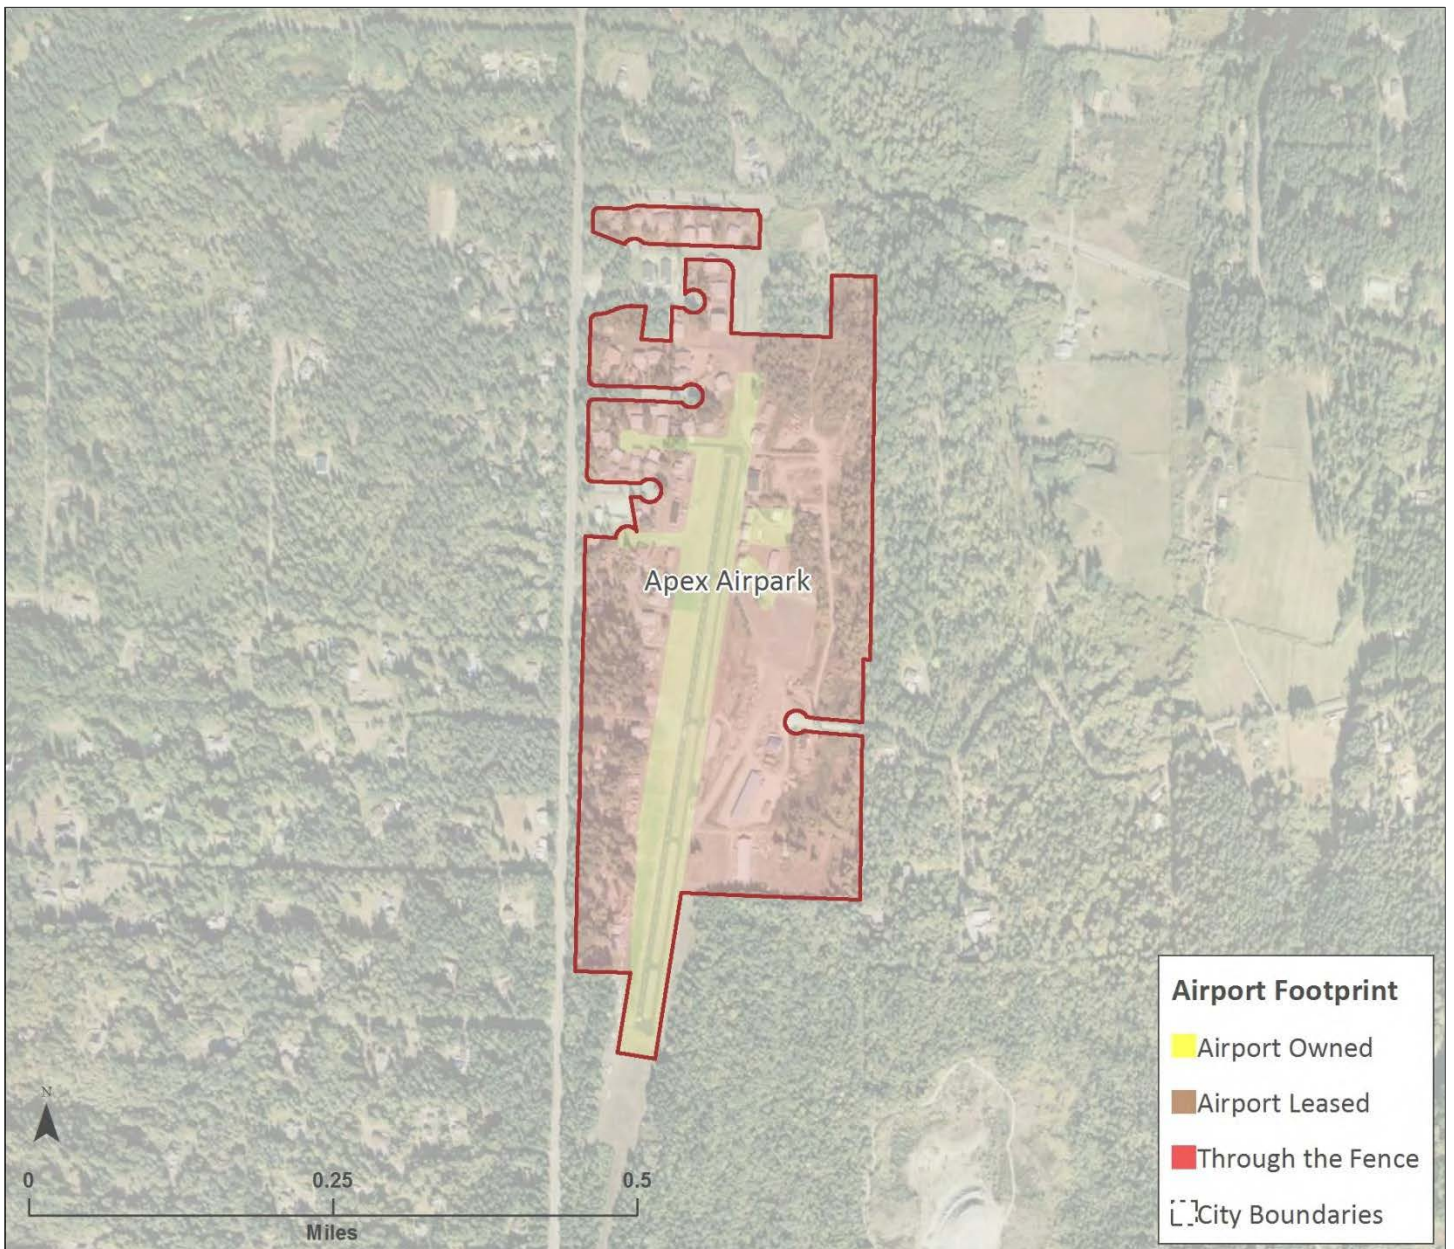 Apex Airpark
Airport Footprint
Airport Owned
Airport Leased
Through the Fence
City Boundaries
N
0 0.25 0.5
Miles